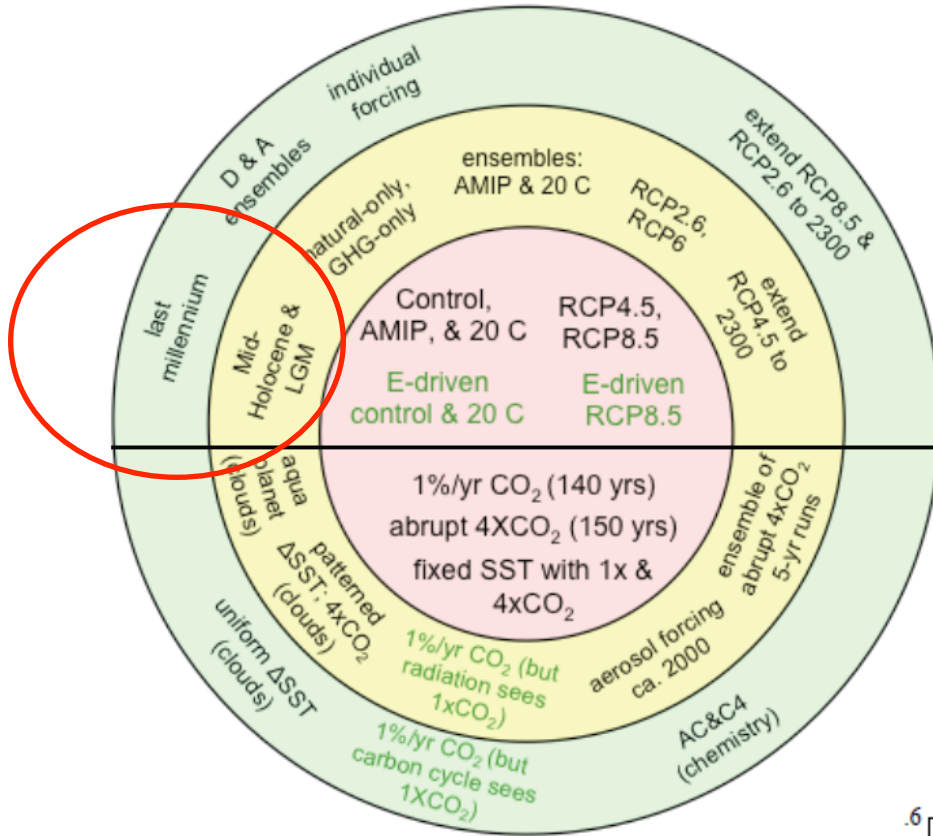 individual
forcing
D & A
ensembles
last
millennium
extend RCP8.5 &
RCP2.6 to 2300
natural-only,
GHG-only
ensembles:
AMIP & 20 C
RCP2.6,
RCP6
extend
RCP4.5 to
2300
Mid-
Holocene &
LGM
Control,
AMIP, & 20 C
RCP4.5,
RCP8.5
E-driven
control & 20 C
E-driven
RCP8.5
1%/yr CO₂ (140 yrs)
abrupt 4XCO₂ (150 yrs)
fixed SST with 1x &
4xCO₂
aqua
planet
(clouds)
patterned
ΔSST; 4xCO₂
(clouds)
1%/yr CO₂ (but
radiation sees
1xCO₂)
aerosol forcing
ca. 2000
ensemble of
abrupt 4xCO₂
5-yr runs
uniform ΔSST
(clouds)
1%/yr CO₂ (but
carbon cycle sees
1XCO₂)
AC&C4
(chemistry)
.6